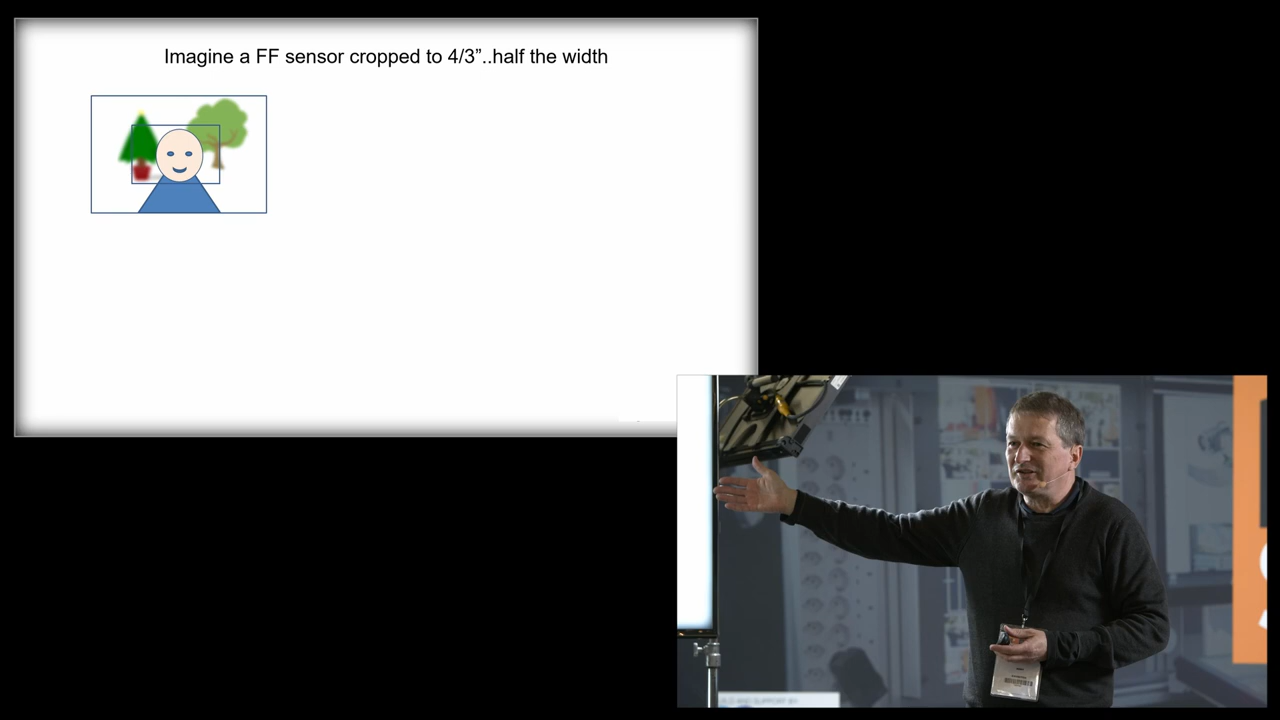 Imagine a FF sensor cropped to 4/3”..half the width